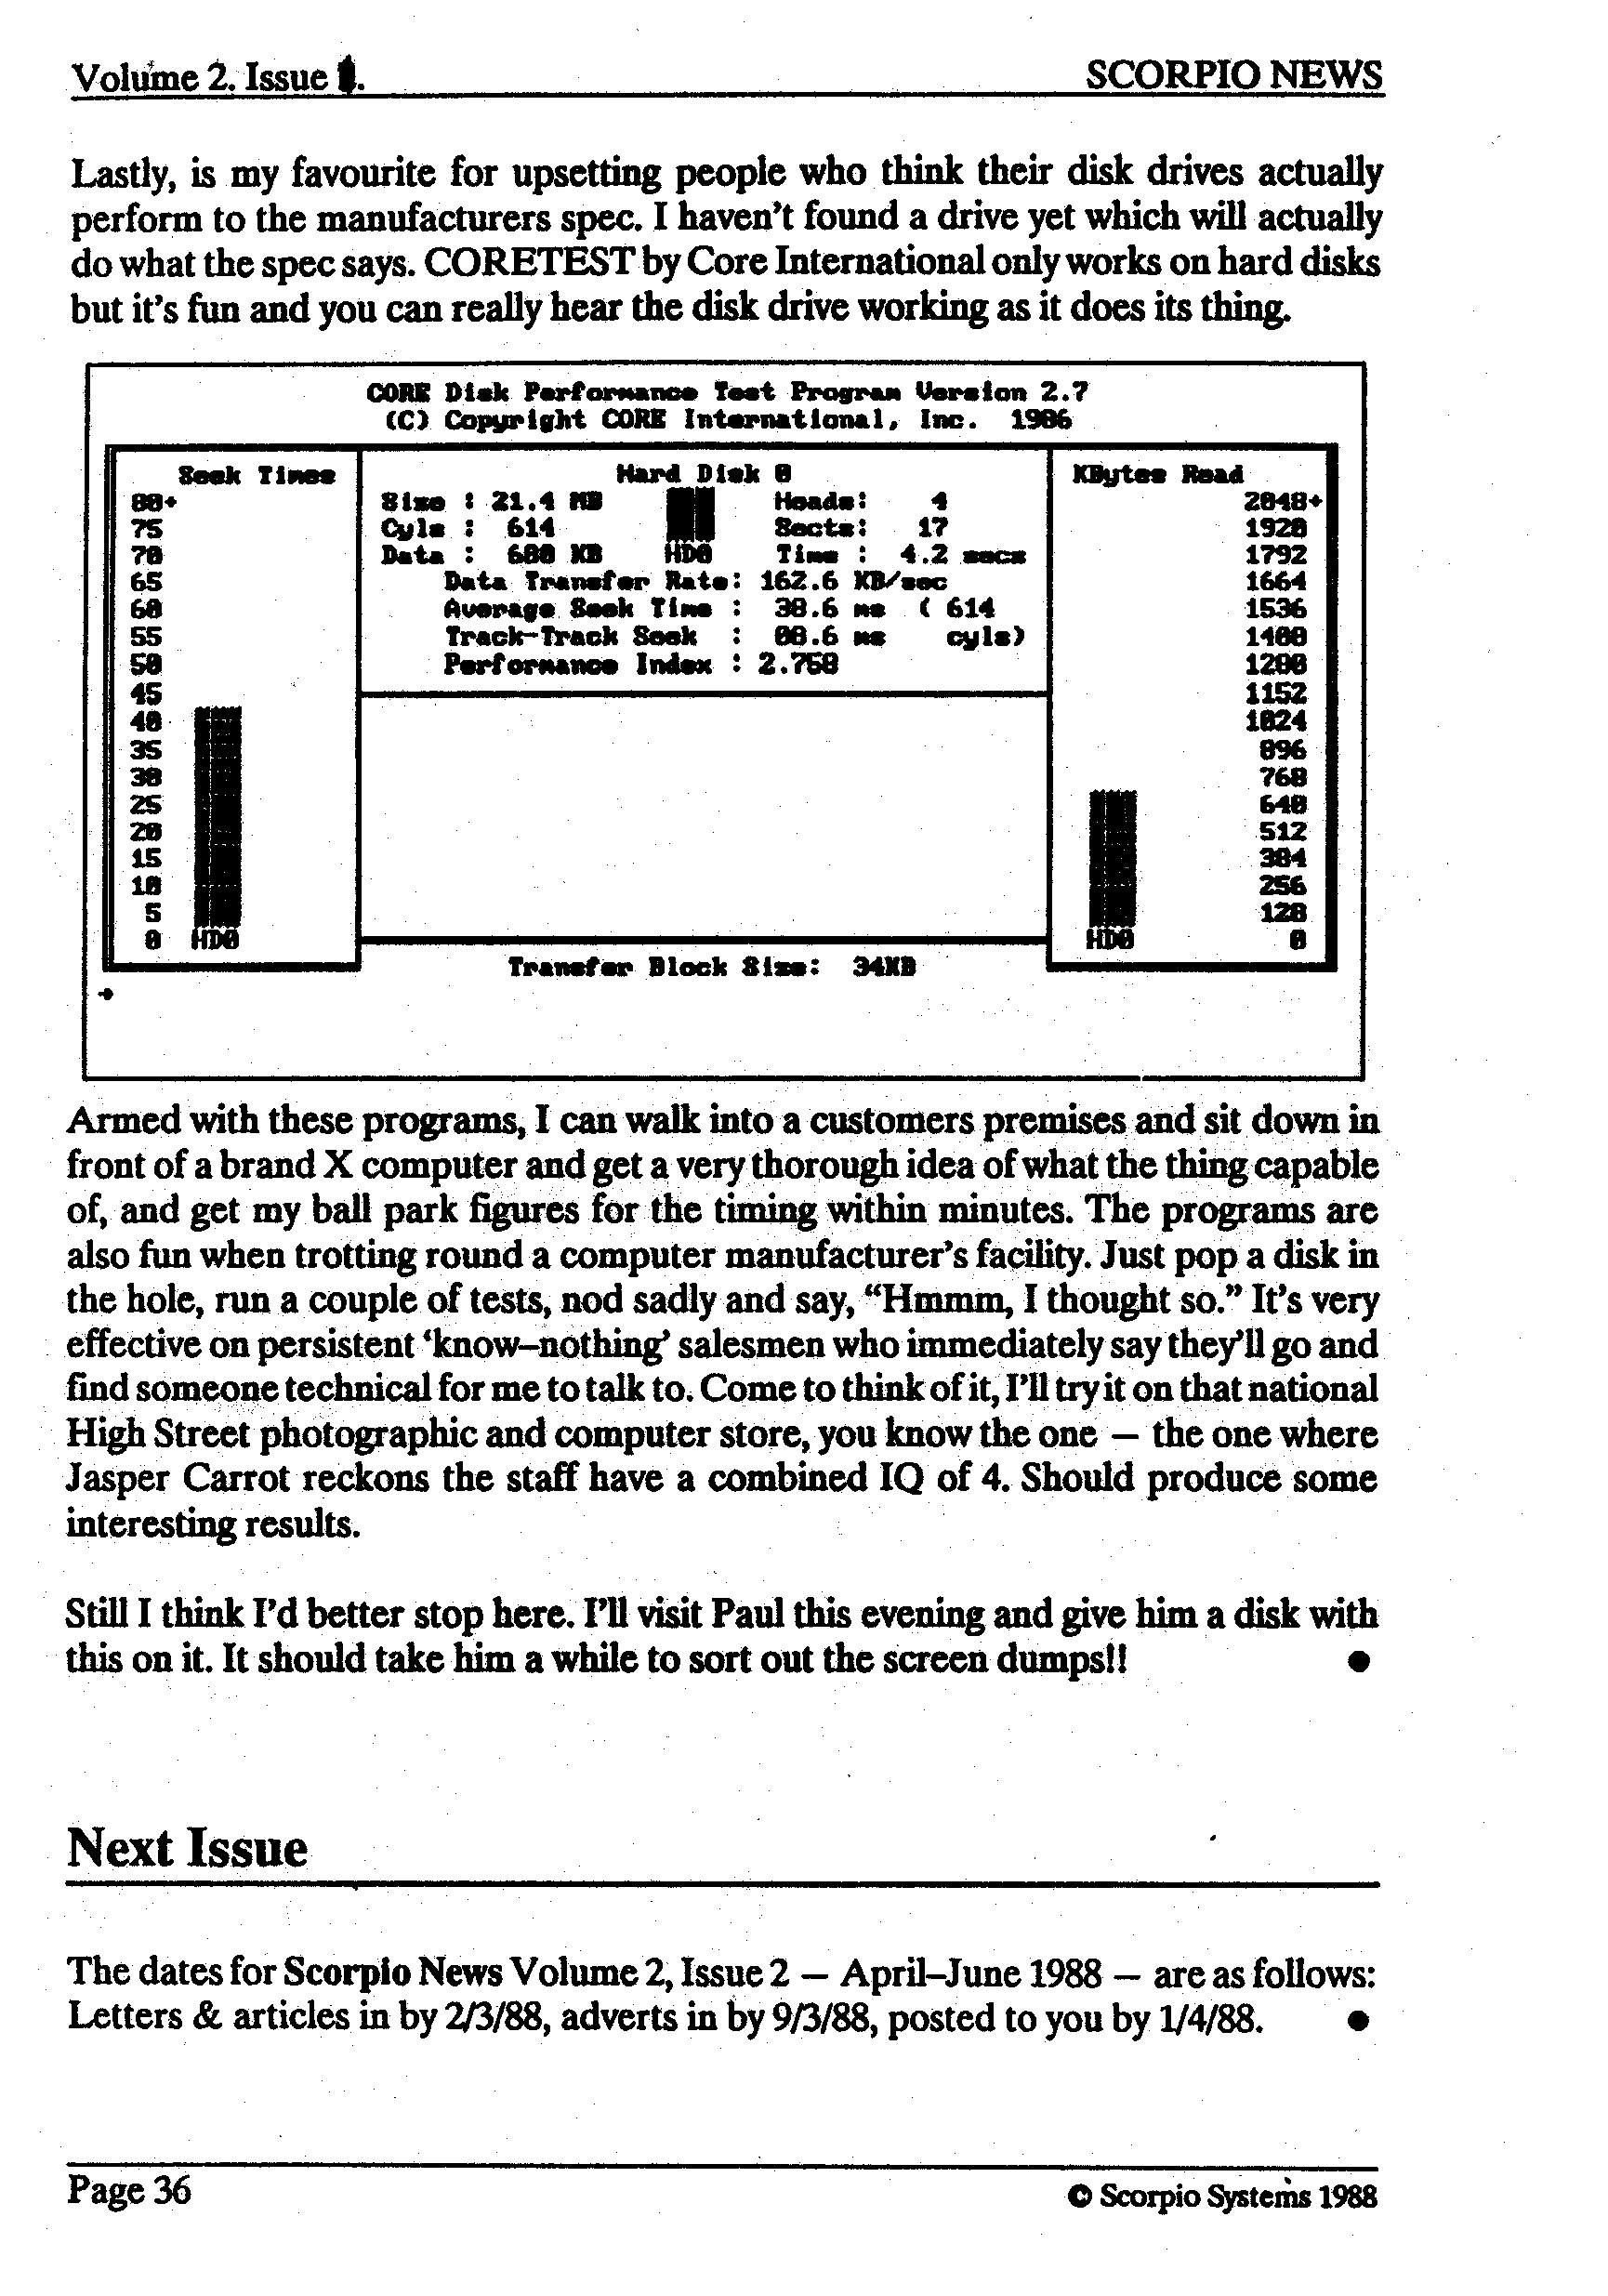 Volume 2. Issue 1.
SCORPIO NEWS
Lastly, is my favourite for upsetting people who think their disk drives actually
perform to the manufacturers spec. I haven't found a drive yet which will actually
do what the spec says. CORETEST by Core International only works on hard disks
but it's fun and you can really hear the disk drive working as it does its thing.
CORE Disk Performance Test Program Version 2.7
(C) Copyright CORE International, Inc. 1986
Seek Times
80+
75
70
65
60
55
50
45
40
35
30
25
20
15
10
5
0 HD0
Hard Disk 0
Size : 21.4 MB Heads: 4
Cyls : 614 Sects: 17
Data : 680 KB HD0 Time : 4.2 secs
Data Transfer Rate: 162.6 KB/sec
Average Seek Time : 38.6 ms ( 614
Track-Track Seek : 08.6 ms cyls)
Performance Index : 2.758
Transfer Block Size: 34KB
KBytes Read
2048+
1920
1792
1664
1536
1408
1280
1152
1024
896
768
640
512
384
256
128
HD0 0
Armed with these programs, I can walk into a customers premises and sit down in
front of a brand X computer and get a very thorough idea of what the thing capable
of, and get my ball park figures for the timing within minutes. The programs are
also fun when trotting round a computer manufacturer's facility. Just pop a disk in
the hole, run a couple of tests, nod sadly and say, “Hmmm, I thought so.” It's very
effective on persistent ‘know–nothing’ salesmen who immediately say they'll go and
find someone technical for me to talk to. Come to think of it, I'll try it on that national
High Street photographic and computer store, you know the one — the one where
Jasper Carrot reckons the staff have a combined IQ of 4. Should produce some
interesting results.
Still I think I'd better stop here. I'll visit Paul this evening and give him a disk with
this on it. It should take him a while to sort out the screen dumps!! ●
Next Issue
The dates for Scorpio News Volume 2, Issue 2 — April–June 1988 — are as follows:
Letters & articles in by 2/3/88, adverts in by 9/3/88, posted to you by 1/4/88. ●
Page 36
© Scorpio Systems 1988